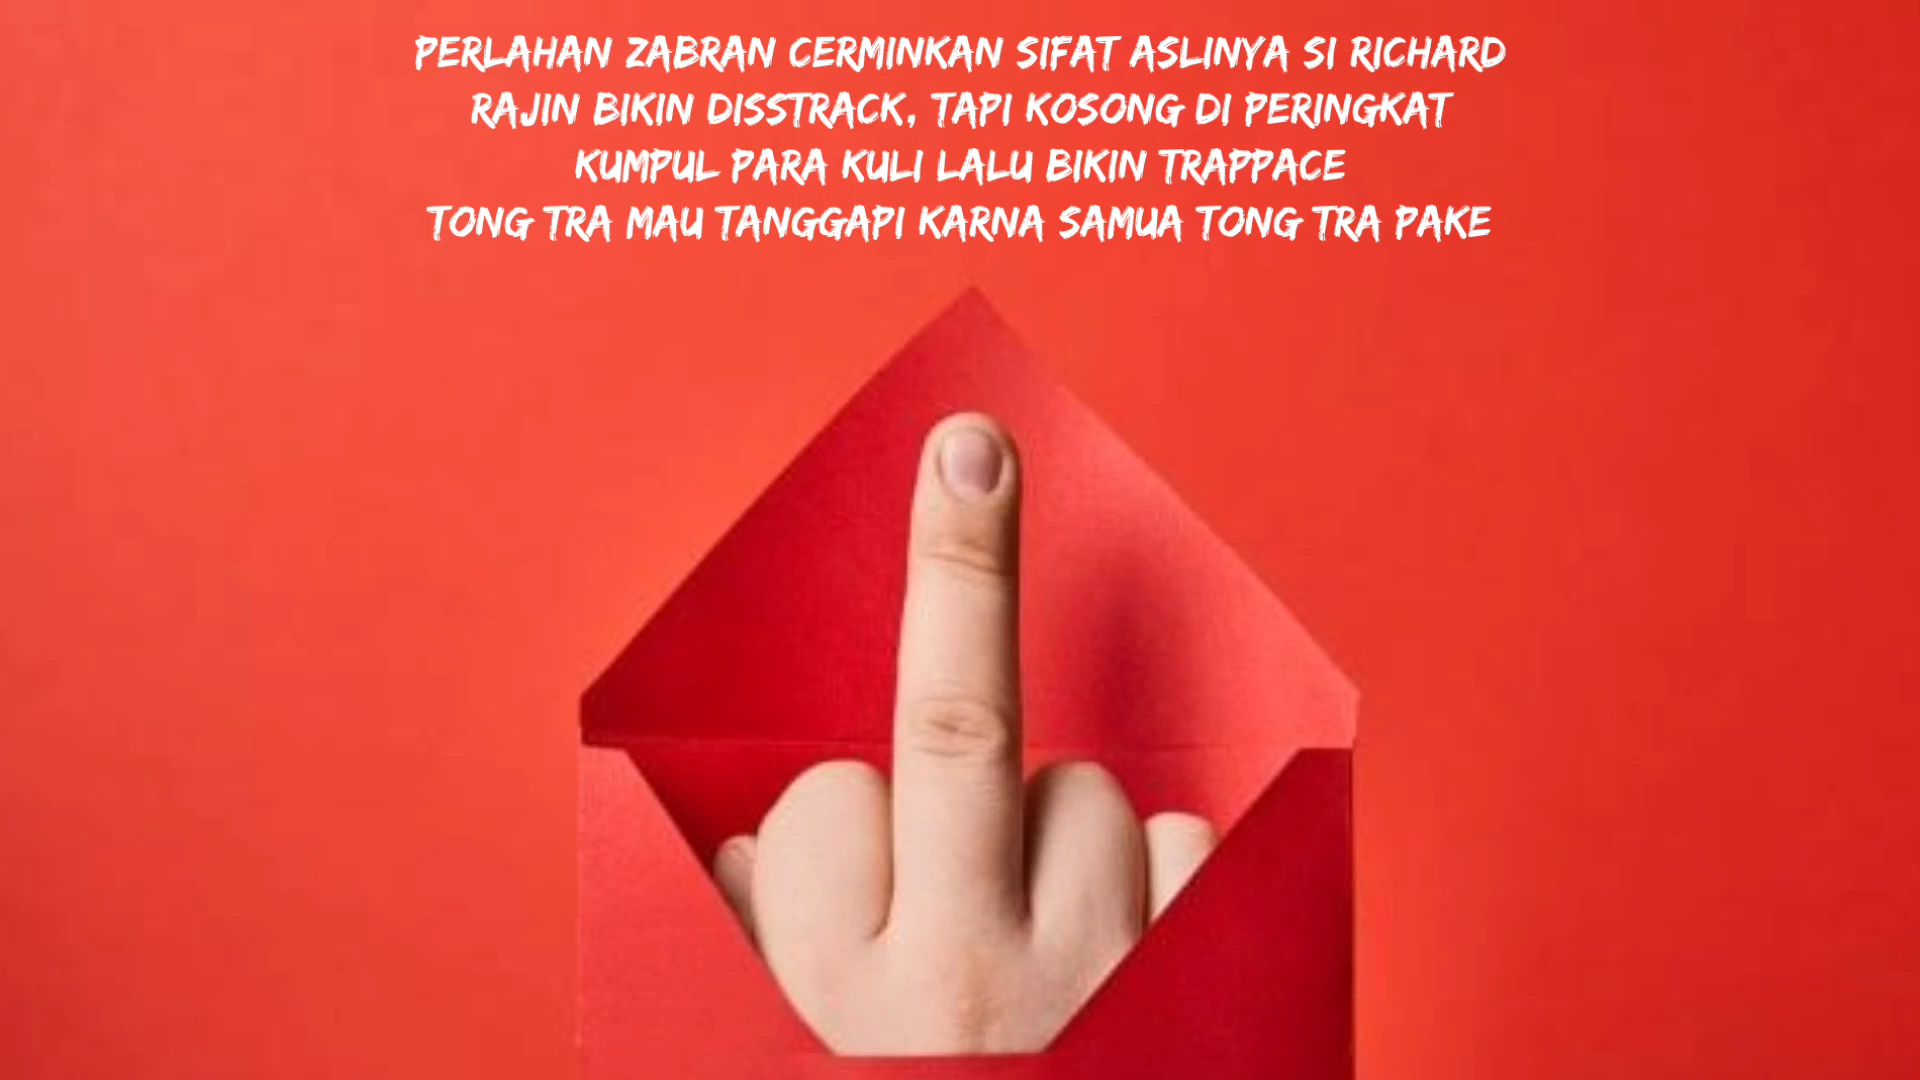 PERLAHAN ZABRAN CERMINKAN SIFAT ASLINYA SI RICHARD
RAJIN BIKIN DISSTRACK, TAPI KOSONG DI PERINGKAT
KUMPUL PARA KULI LALU BIKIN TRAPPACE
TONG TRA MAU TANGGAPI KARNA SAMUA TONG TRA PAKE